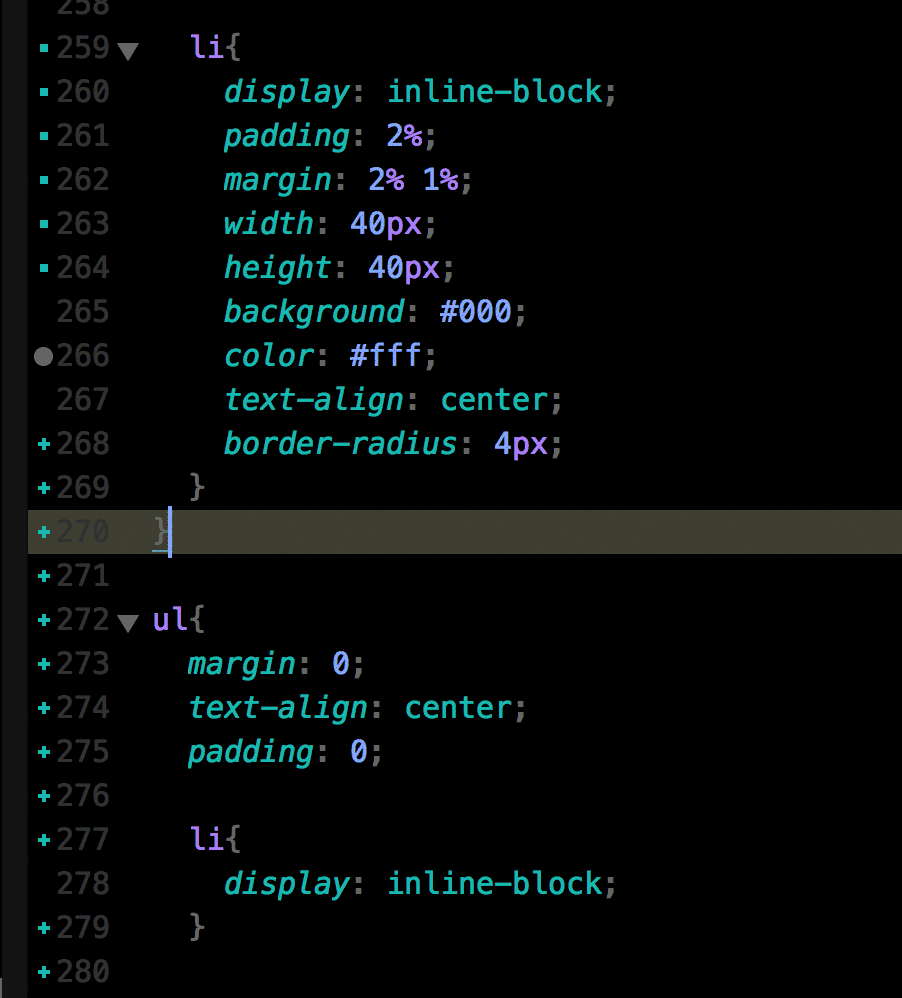 258
259 li{
260 display: inline-block;
261 padding: 2%;
262 margin: 2% 1%;
263 width: 40px;
264 height: 40px;
265 background: #000;
266 color: #fff;
267 text-align: center;
268 border-radius: 4px;
269 }
270 }
271
272 ul{
273 margin: 0;
274 text-align: center;
275 padding: 0;
276
277 li{
278 display: inline-block;
279 }
280